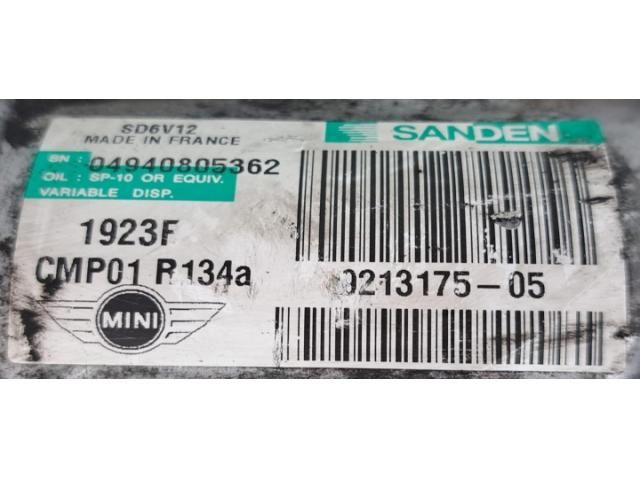 SD6V12
MADE IN FRANCE
SANDEN
SN : 04940805362
OIL : SP-10 OR EQUIV.
VARIABLE DISP.
1923F
CMP01 R134a
9213175-05
MINI